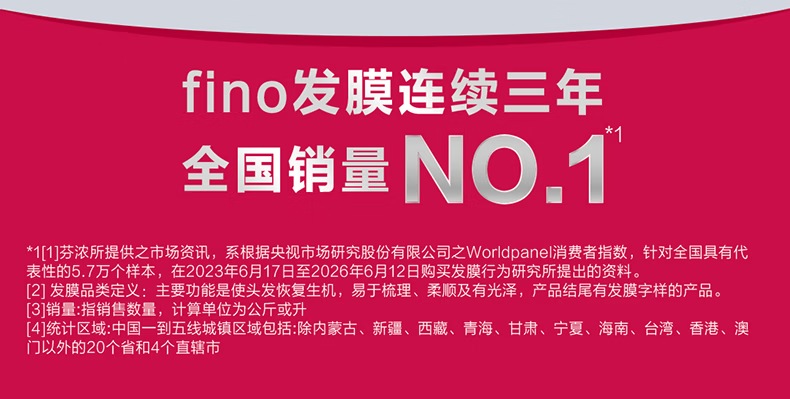 fino发膜连续三年
全国销量NO.1*1
*1[1]芬浓所提供之市场资讯，系根据央视市场研究股份有限公司之Worldpanel消费者指数，针对全国具有代
表性的5.7万个样本，在2023年6月17日至2026年6月12日购买发膜行为研究所提出的资料。
[2] 发膜品类定义：主要功能是使头发恢复生机，易于梳理、柔顺及有光泽，产品结尾有发膜字样的产品。
[3]销量:指销售数量，计算单位为公斤或升
[4]统计区域:中国一到五线城镇区域包括:除内蒙古、新疆、西藏、青海、甘肃、宁夏、海南、台湾、香港、澳
门以外的20个省和4个直辖市